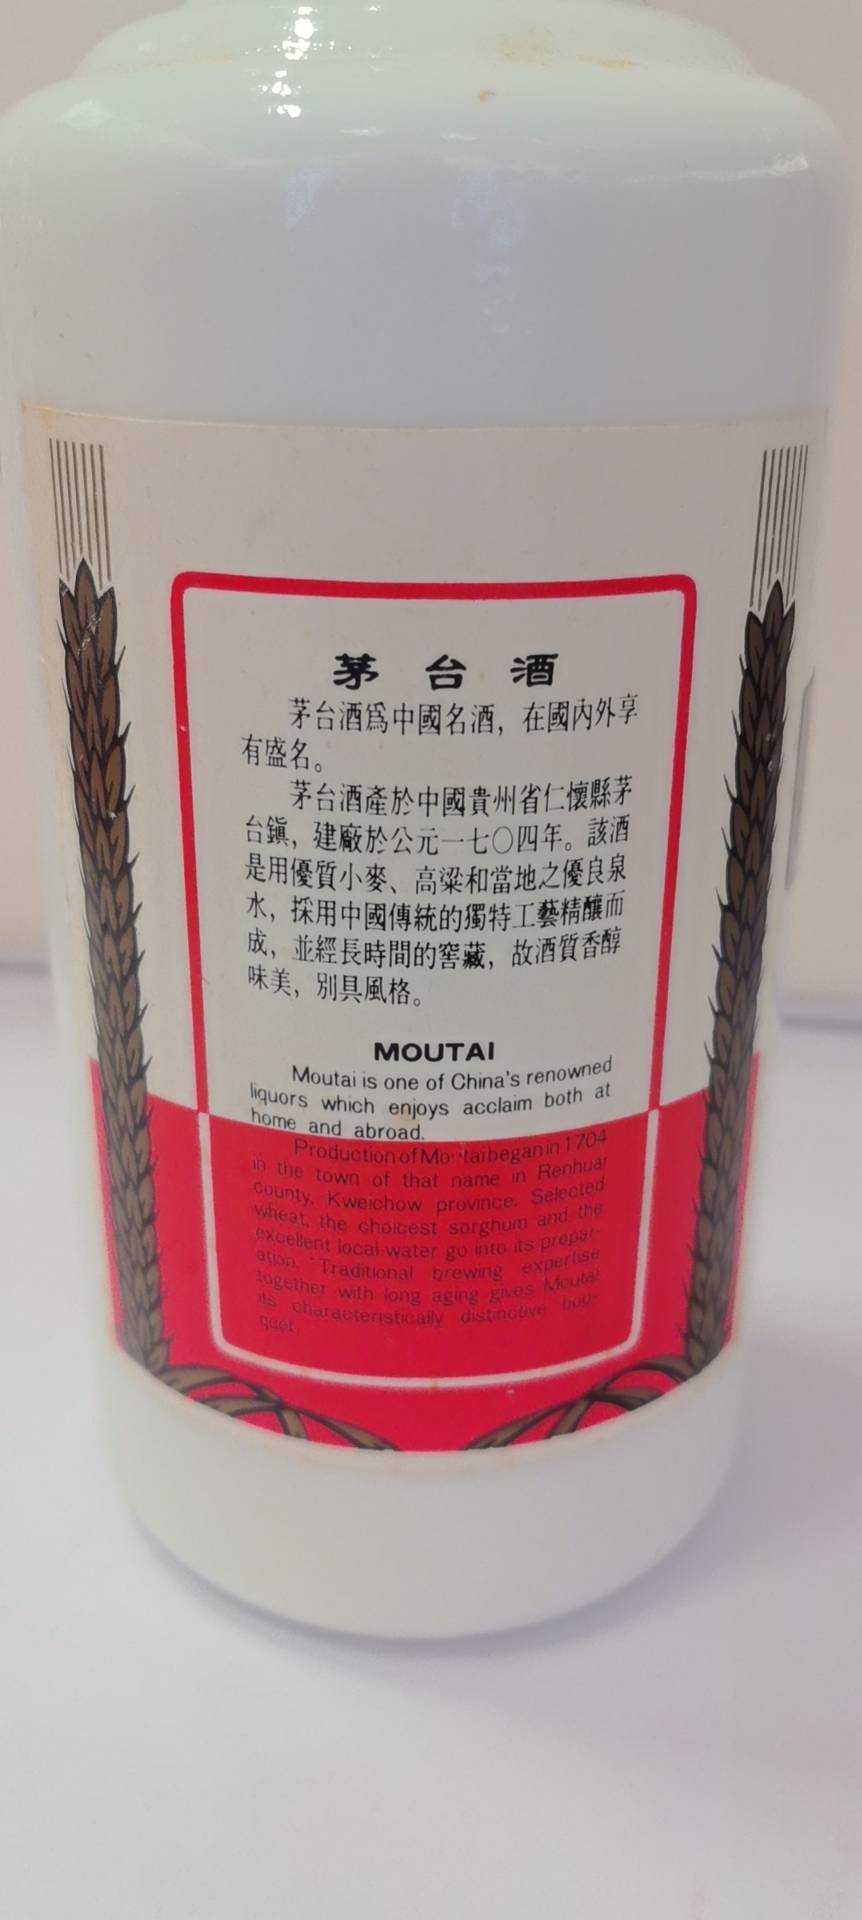 茅台酒
茅台酒爲中國名酒，在國內外享
有盛名。
茅台酒產於中國貴州省仁懷縣茅
台鎮，建廠於公元一七〇四年。該酒
是用優質小麥、高粱和當地之優良泉
水，採用中國傳統的獨特工藝精釀而
成，並經長時間的窖藏，故酒質香醇
味美，別具風格。
MOUTAI
Moutai is one of China's renowned
liquors which enjoys acclaim both at
home and abroad.
Production of Moutai began in 1704
in the town of that name in Renhuai
county, Kweichow province. Selected
wheat, the choicest sorghum and the
excellent local water go into its prepar-
ation. Traditional brewing expertise
together with long aging gives Moutai
its characteristically distinctive bou-
quet.